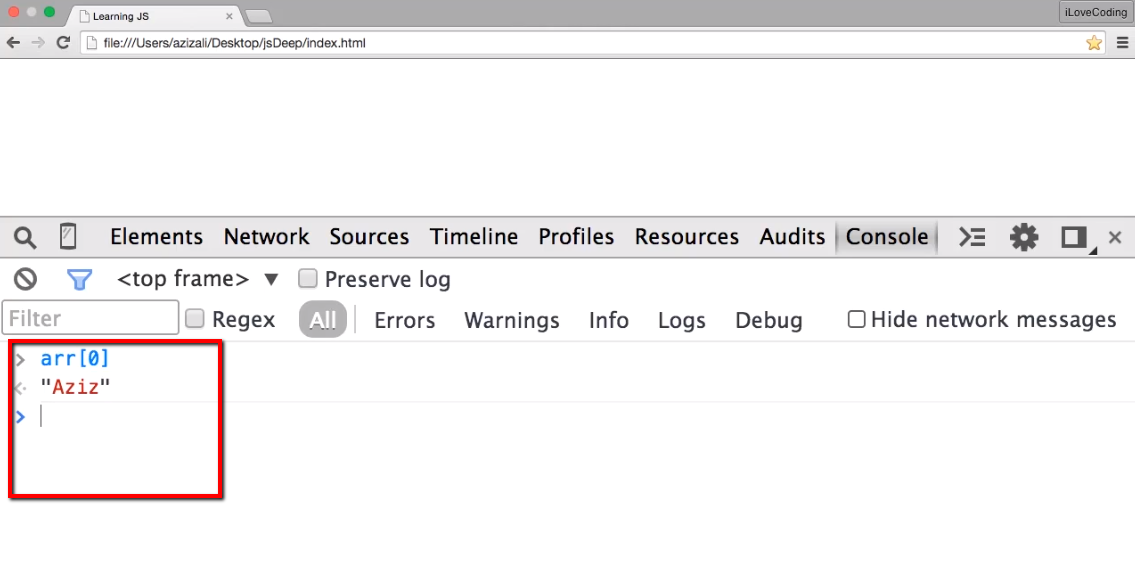 Learning JS
iLoveCoding
file:///Users/azizali/Desktop/jsDeep/index.html
Elements Network Sources Timeline Profiles Resources Audits Console
<top frame> ▼ Preserve log
Filter Regex All Errors Warnings Info Logs Debug Hide network messages
> arr[0]
"Aziz"
>